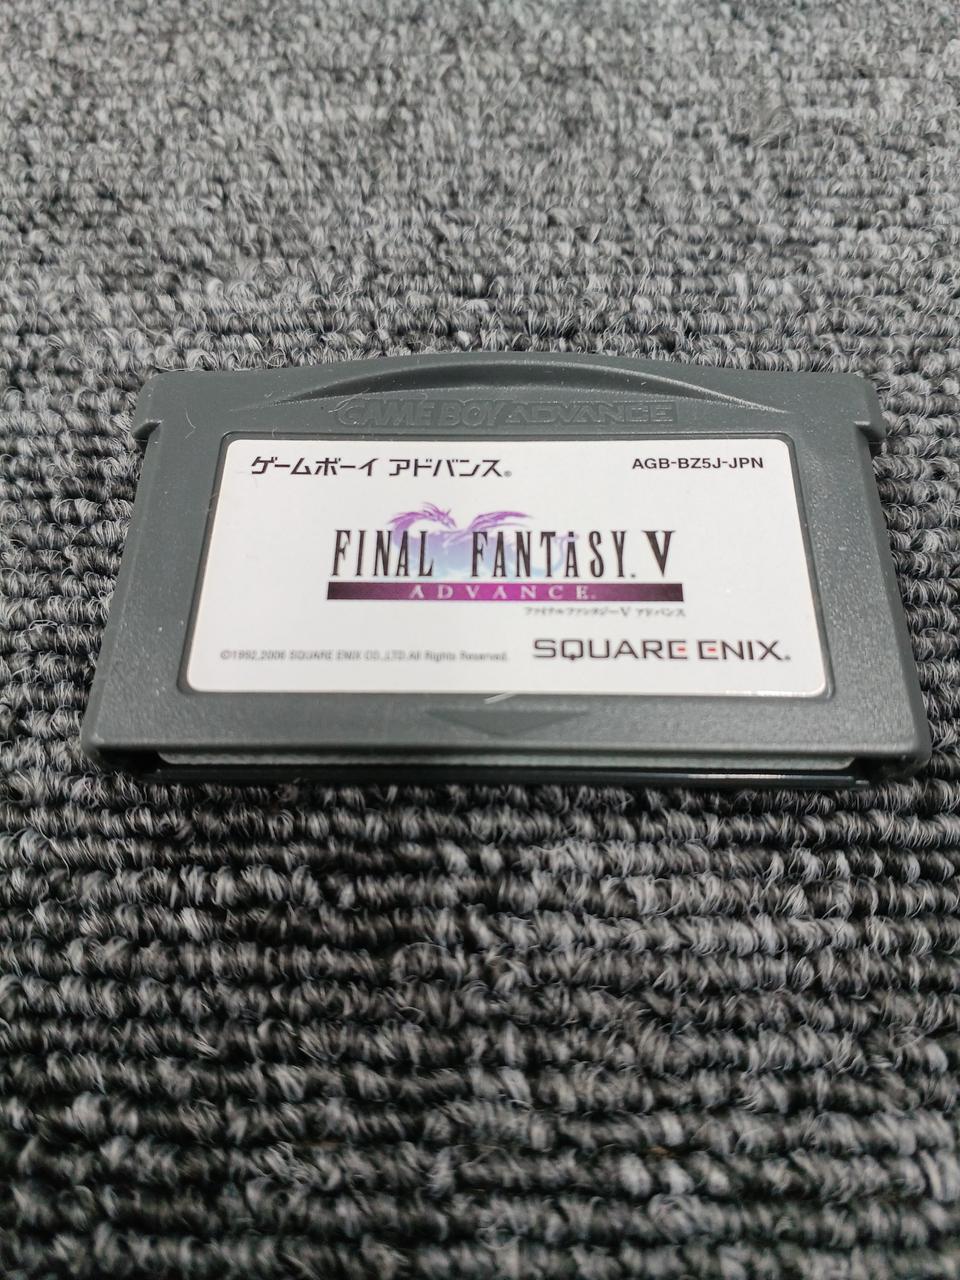 GAME BOY ADVANCE
ゲームボーイ アドバンス® AGB-BZ5J-JPN
FINAL FANTASY. V
ADVANCE.
ファイナルファンタジーV アドバンス
©1992,2006 SQUARE ENIX CO.,LTD.All Rights Reserved. SQUARE ENIX.